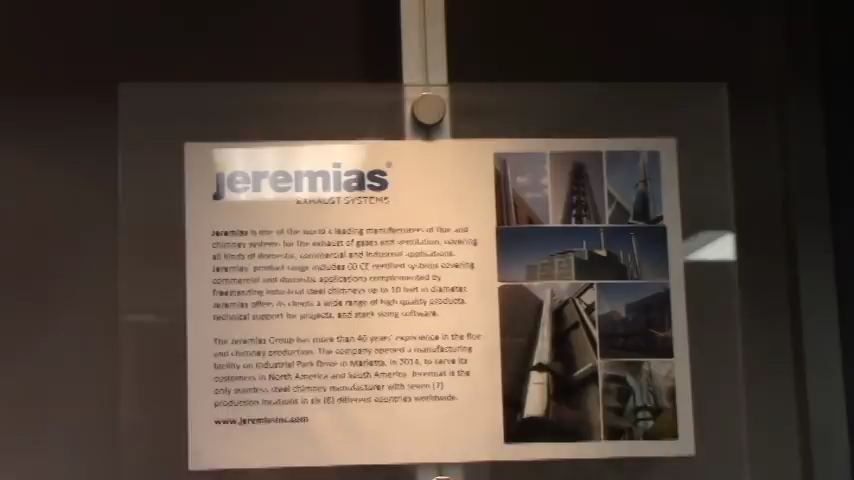 jeremias®
EXHAUST SYSTEMS
Jeremias is one of the world's leading manufacturers of flue and
chimney systems for the exhaust of gases and ventilation, covering
all kinds of domestic, commercial and industrial applications.
Jeremias' product range includes 60 CE certified systems covering
commercial and domestic applications complemented by
freestanding industrial steel chimneys up to 10 feet in diameter.
Jeremias offers its clients a wide range of high quality products,
technical support for projects, and stack sizing software.
The Jeremias Group has more than 40 years' experience in the flue
and chimney production. The company opened a manufacturing
facility on Industrial Park Drive in Marietta, in 2014, to serve its
customers in North America and South America. Jeremias is the
only stainless steel chimney manufacturer with seven (7)
production locations in six (6) different countries worldwide.
www.jeremiasinc.com